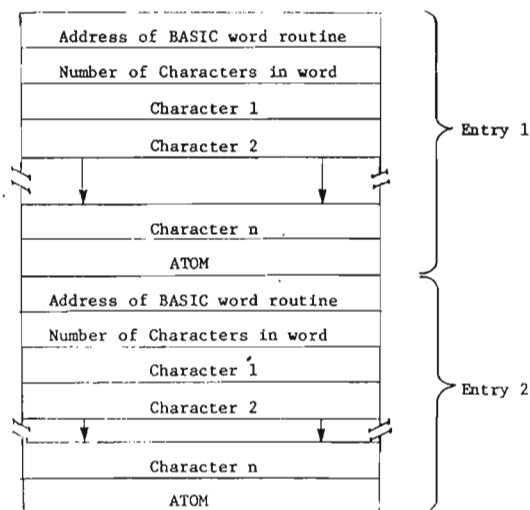 Address of BASIC word routine
Number of Characters in word
Character 1
Character 2
Entry 1
Character n
ATOM
Address of BASIC word routine
Number of Characters in word
Character 1
Character 2
Entry 2
Character n
ATOM